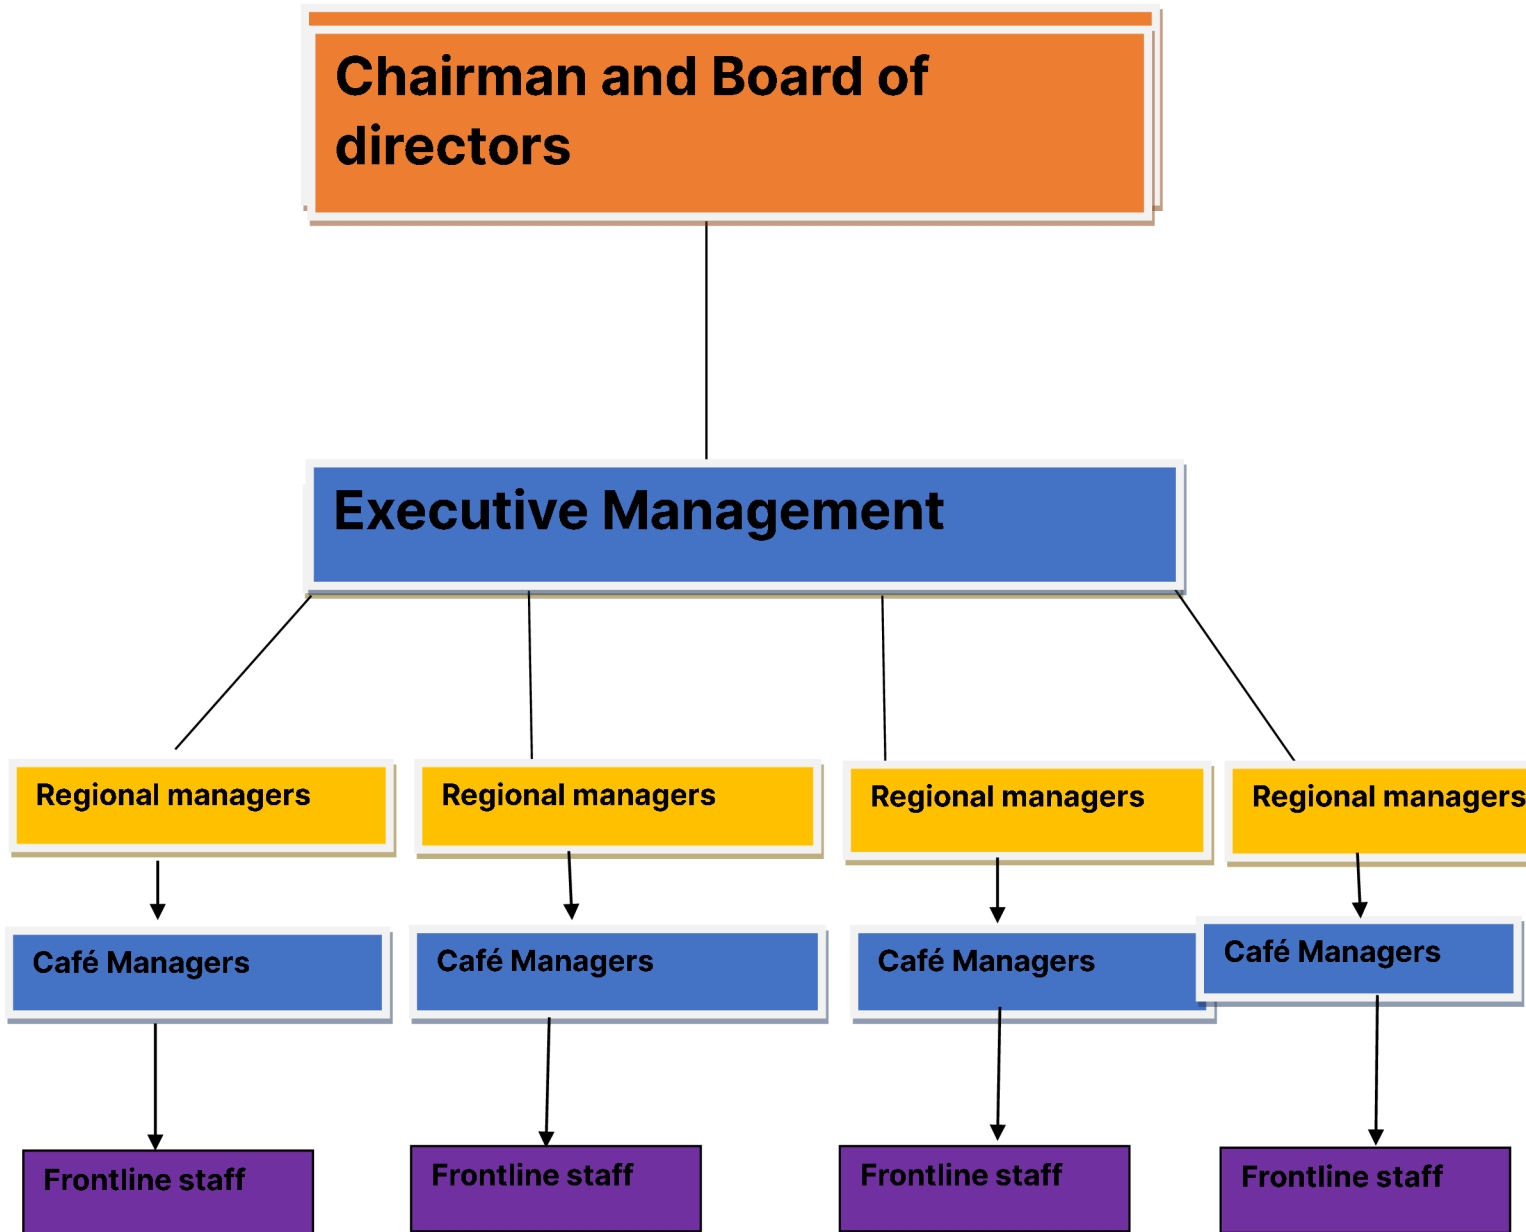 Chairman and Board of
directors
Executive Management
Regional managers
Regional managers
Regional managers
Regional managers
Café Managers
Café Managers
Café Managers
Café Managers
Frontline staff
Frontline staff
Frontline staff
Frontline staff